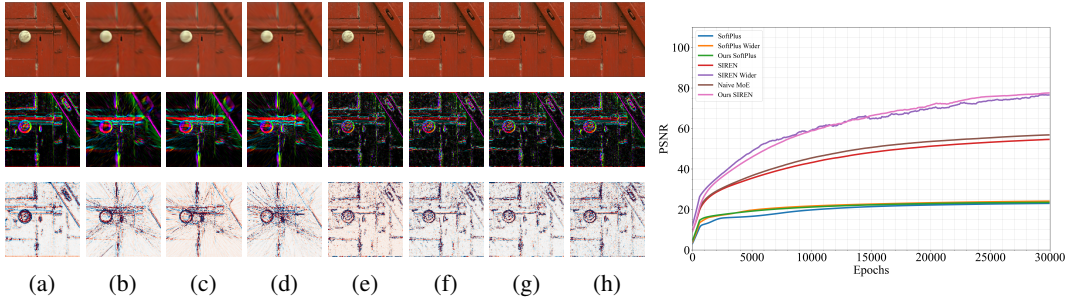 (a) (b) (c) (d) (e) (f) (g) (h)
PSNR
100
80
60
40
20
0
SoftPlus
SoftPlus Wider
Ours SoftPlus
SIREN
SIREN Wider
Naive MoE
Ours SIREN
0 5000 10000 15000 20000 25000 30000
Epochs